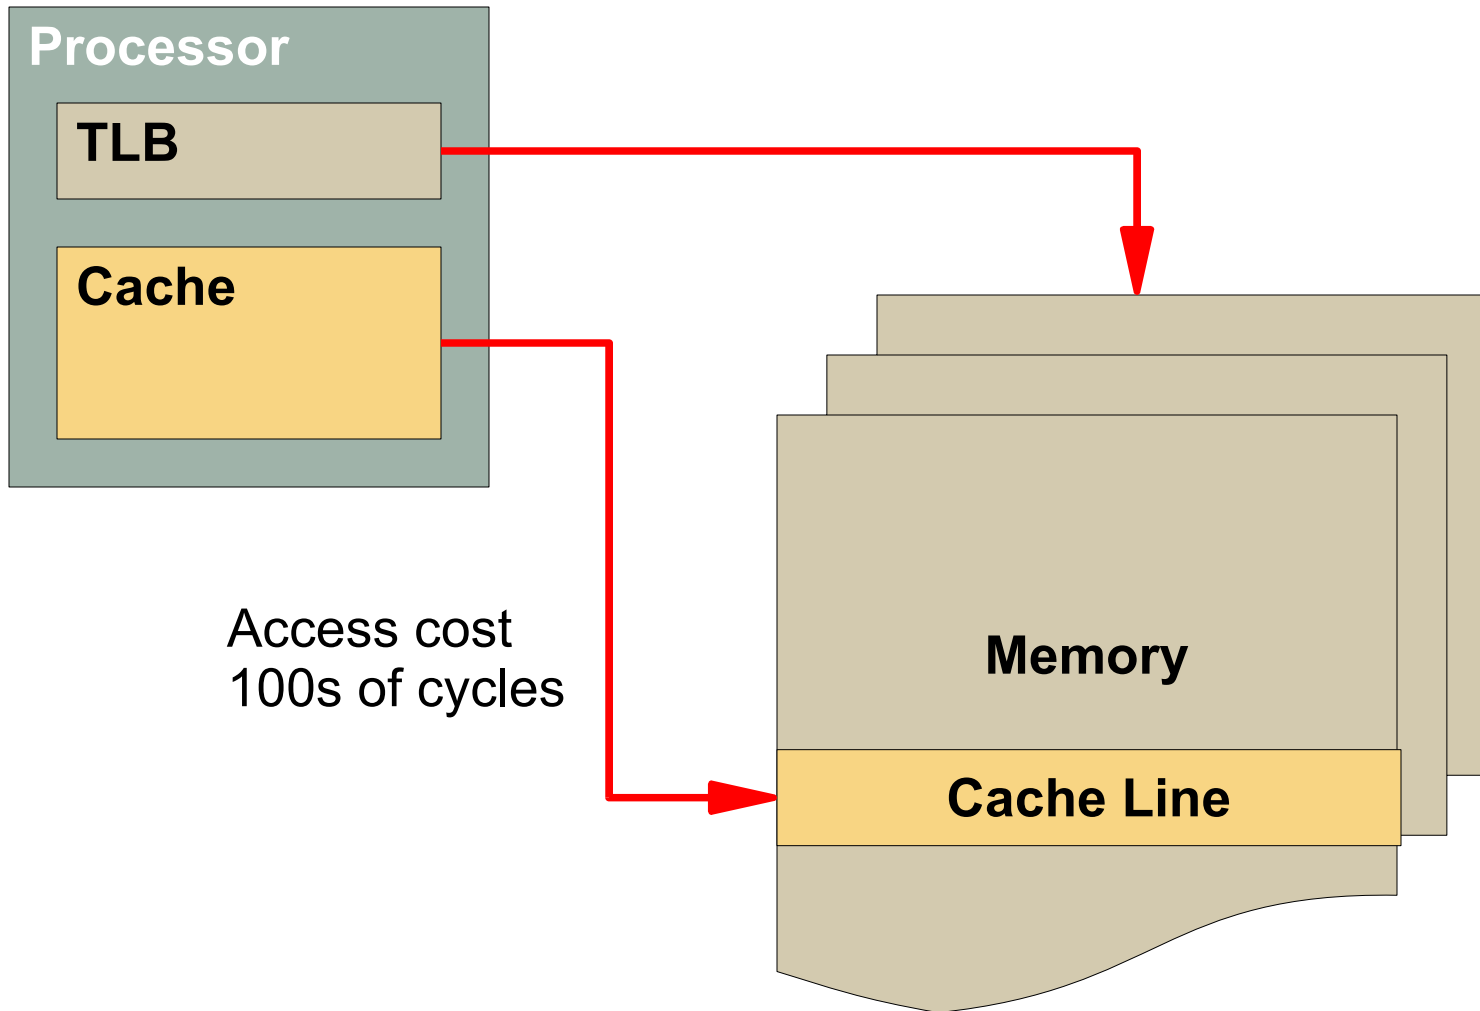 Processor
TLB
Cache
Access cost
100s of cycles
Memory
Cache Line